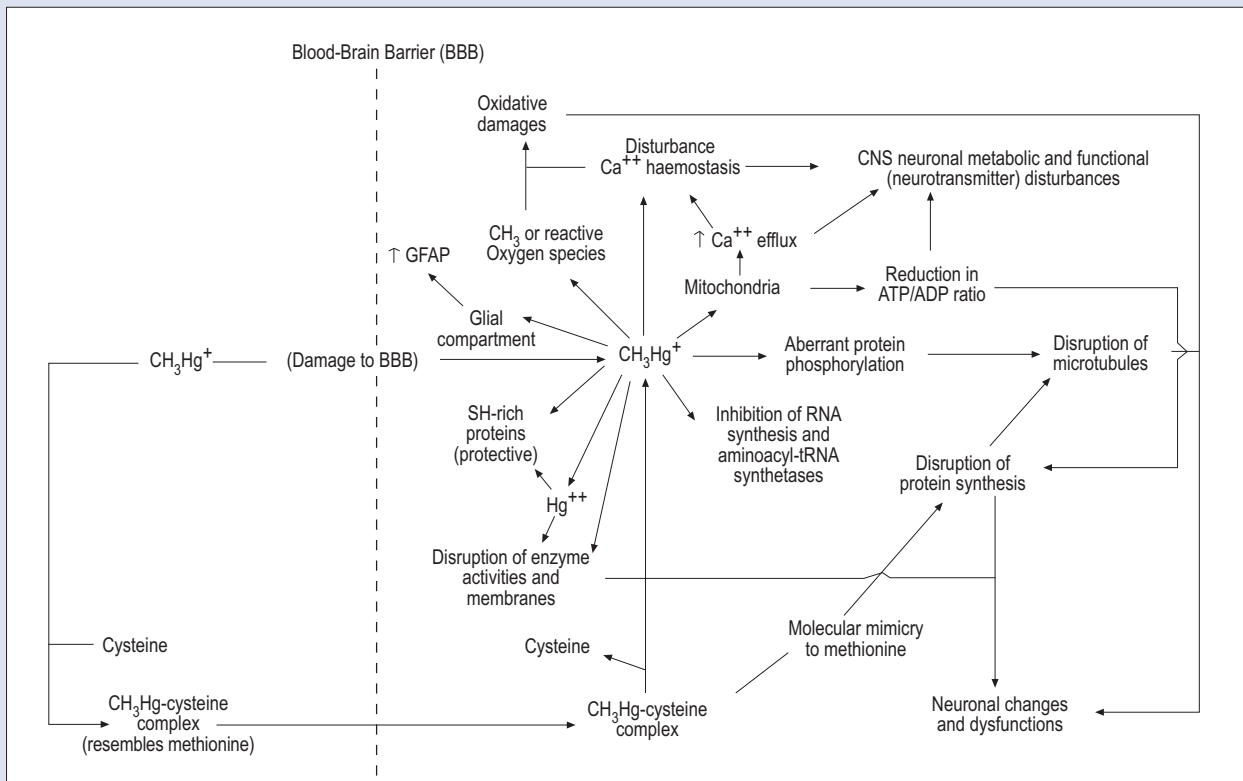 Blood-Brain Barrier (BBB)
Oxidative
damages
Disturbance
Ca++ haemostasis
CNS neuronal metabolic and functional
(neurotransmitter) disturbances
CH3 or reactive
Oxygen species
↑ Ca++ efflux
↑ GFAP
Mitochondria
Reduction in
ATP/ADP ratio
Glial
compartment
CH3Hg+
(Damage to BBB)
CH3Hg+
Aberrant protein
phosphorylation
Disruption of
microtubules
SH-rich
proteins
(protective)
Inhibition of RNA
synthesis and
aminoacyl-tRNA
synthetases
Disruption of
protein synthesis
Hg++
Disruption of enzyme
activities and
membranes
Cysteine
Cysteine
Molecular mimicry
to methionine
CH3Hg-cysteine
complex
(resembles methionine)
CH3Hg-cysteine
complex
Neuronal changes
and dysfunctions